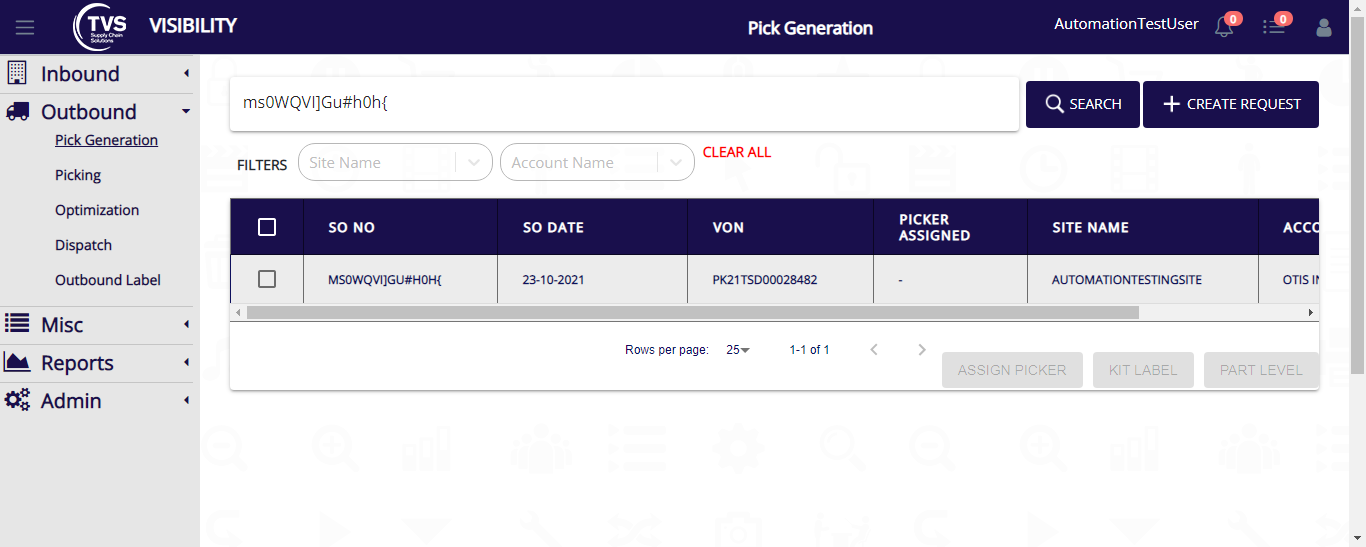 TVS
Supply Chain
Solutions
VISIBILITY
Pick Generation
AutomationTestUser
0
0
Inbound
Outbound
Pick Generation
Picking
Optimization
Dispatch
Outbound Label
Misc
Reports
Admin
ms0WQVI]Gu#h0h{
SEARCH
CREATE REQUEST
FILTERS
Site Name
Account Name
CLEAR ALL
SO NO
SO DATE
VON
PICKER
ASSIGNED
SITE NAME
ACCO
MS0WQVI]GU#H0H{
23-10-2021
PK21TSD00028482
-
AUTOMATIONTESTINGSITE
OTIS IN
Rows per page:
25
1-1 of 1
ASSIGN PICKER
KIT LABEL
PART LEVEL